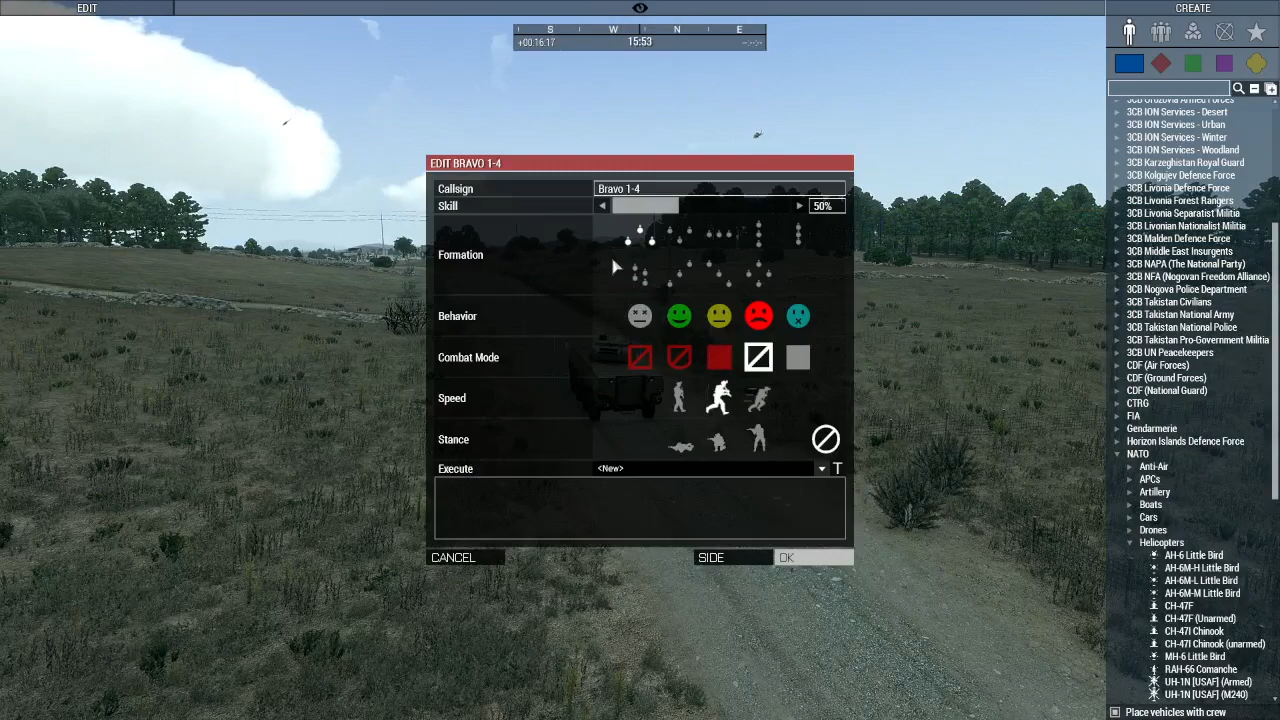 EDIT
CREATE
S W N E
+00:16:17 15:53 --:--
EDIT BRAVO 1-4
Callsign Bravo 1-4
Skill 50%
Formation
Behavior
Combat Mode
Speed
Stance
Execute <New> T
CANCEL SIDE OK
3CB ION Services - Desert
3CB ION Services - Urban
3CB ION Services - Winter
3CB ION Services - Woodland
3CB Karzeghistan Royal Guard
3CB Kolgujev Defence Force
3CB Livonia Defence Force
3CB Livonia Forest Rangers
3CB Livonia Separatist Militia
3CB Livonian Nationalist Militia
3CB Malden Defence Force
3CB Middle East Insurgents
3CB NAPA (The National Party)
3CB NFA (Nogovan Freedom Army)
3CB Nogova Police Department
3CB Takistan Civilians
3CB Takistan National Army
3CB Takistan National Police
3CB Takistan Pro-Government Militia
3CB UN Peacekeepers
CDF (Air Forces)
CDF (Ground Forces)
CDF (National Guard)
CTRG
FIA
Gendarmerie
Horizon Islands Defence Force
NATO
Anti-Air
APCs
Artillery
Boats
Cars
Drones
Helicopters
AH-6 Little Bird
AH-6M-H Little Bird
AH-6M-L Little Bird
AH-6M-M Little Bird
CH-47F
CH-47F (Unarmed)
CH-47I Chinook
CH-47I Chinook (unarmed)
MH-6 Little Bird
RAH-66 Comanche
UH-1N [USAF] (Armed)
UH-1N [USAF] (M240)
Place vehicles with crew